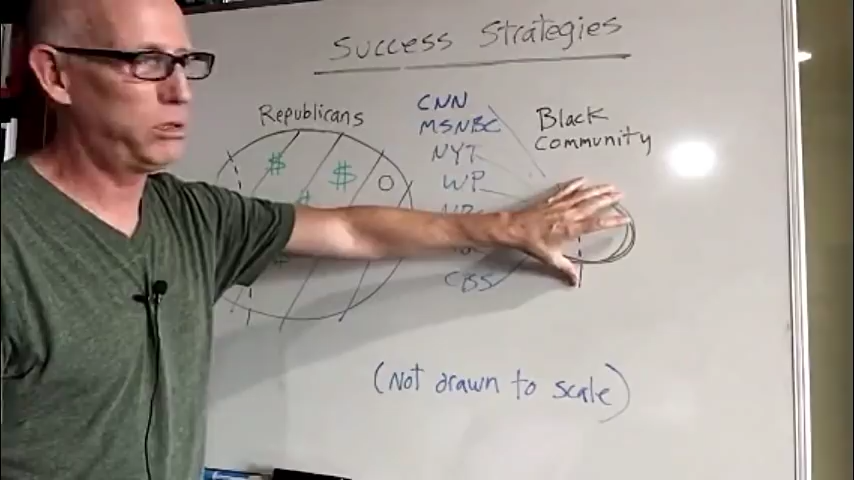 Success Strategies
Republicans
$ $
O
CNN
MSNBC
NYT
WP
CBS
Black
Community
(Not drawn to scale)